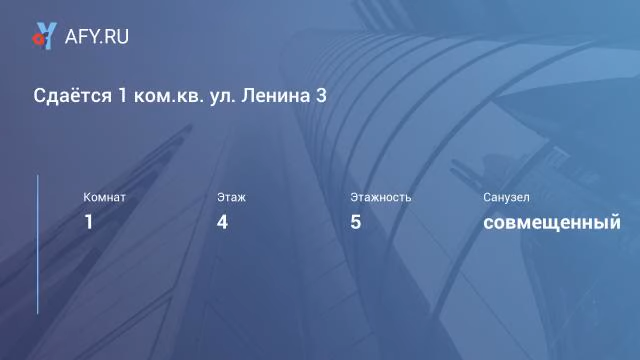 AFY.RU
Сдаётся 1 ком.кв. ул. Ленина 3
Комнат Этаж Этажность Санузел
1 4 5 совмещенный